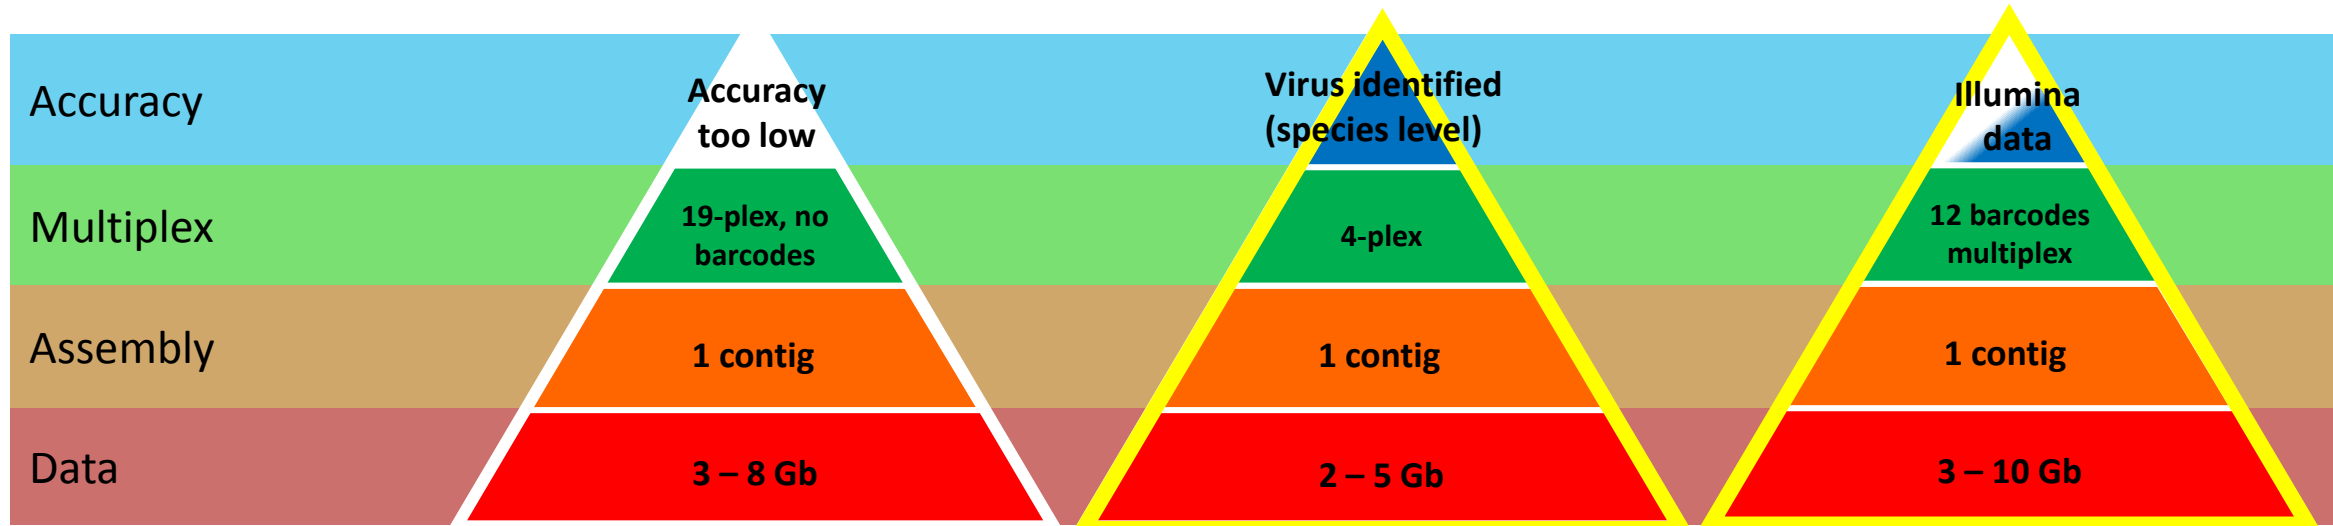 Accuracy
Accuracy
too low
Virus identified
(species level)
Illumina
data
Multiplex
19-plex, no
barcodes
4-plex
12 barcodes
multiplex
Assembly
1 contig
1 contig
1 contig
Data
3 – 8 Gb
2 – 5 Gb
3 – 10 Gb